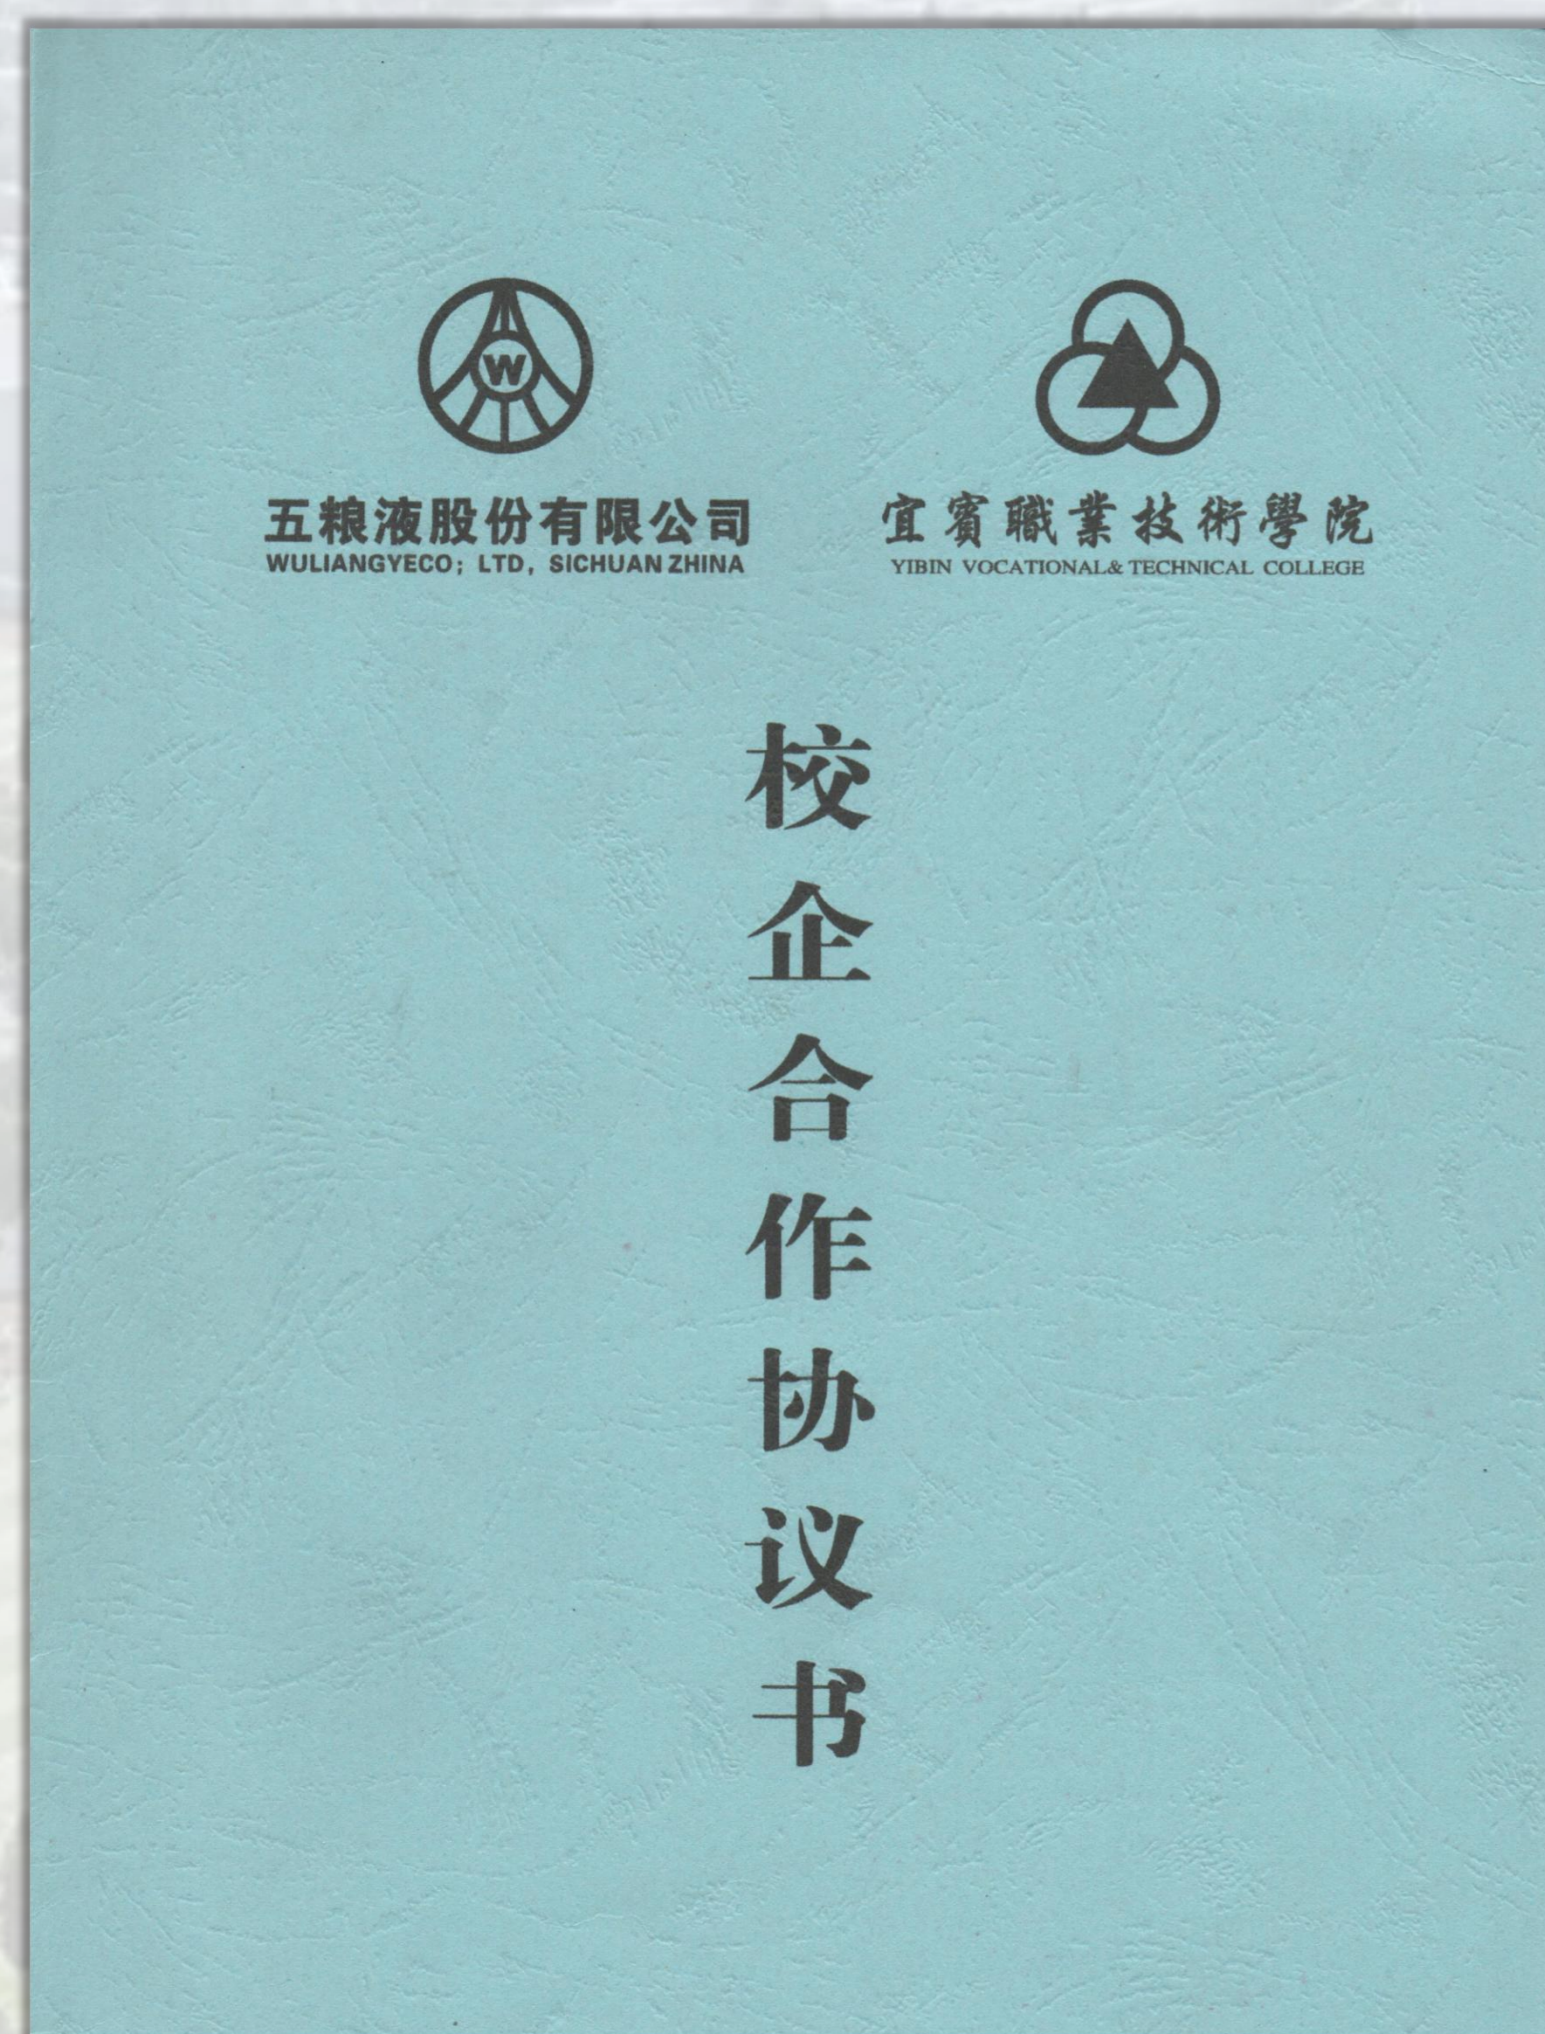 W
五粮液股份有限公司
WULIANGYECO; LTD, SICHUAN ZHINA
宜賓職業技術學院
YIBIN VOCATIONAL& TECHNICAL COLLEGE
校企合作协议书